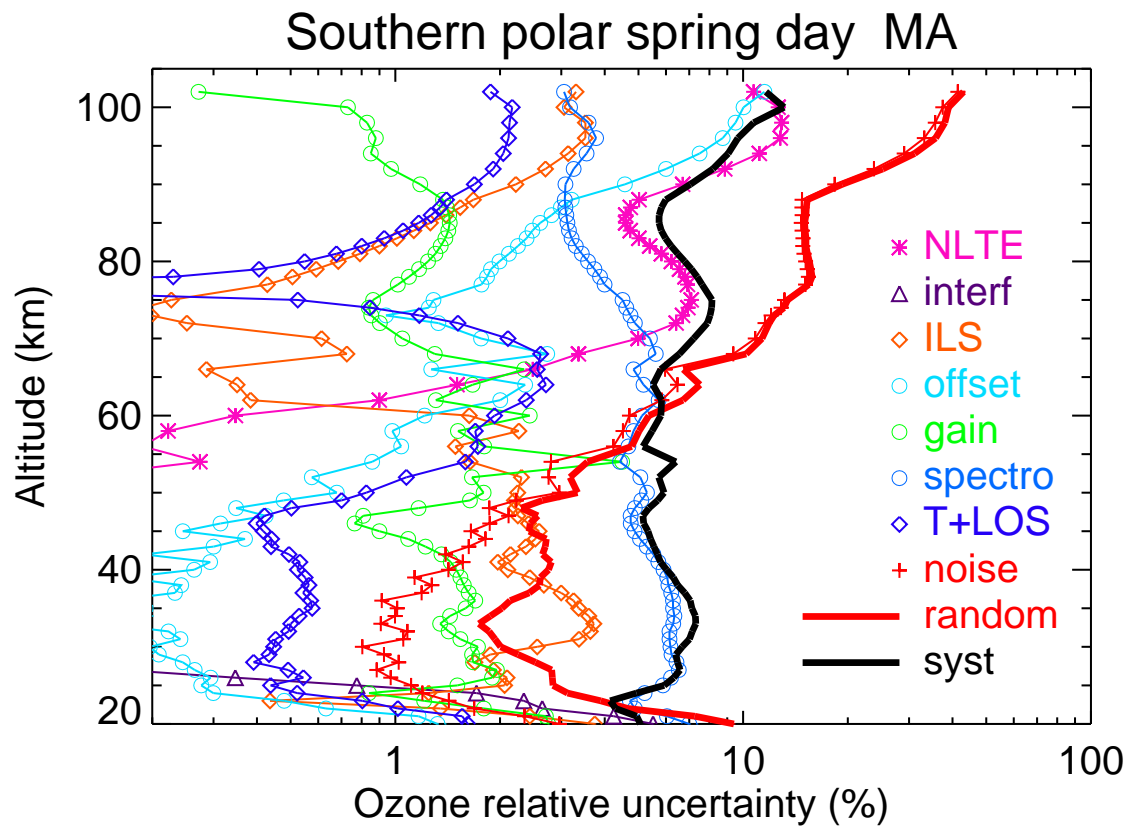 Southern polar spring day MA
100
80
60
40
20
Altitude (km)
NLTE
interf
ILS
offset
gain
spectro
T+LOS
noise
random
syst
1
10
100
Ozone relative uncertainty (%)